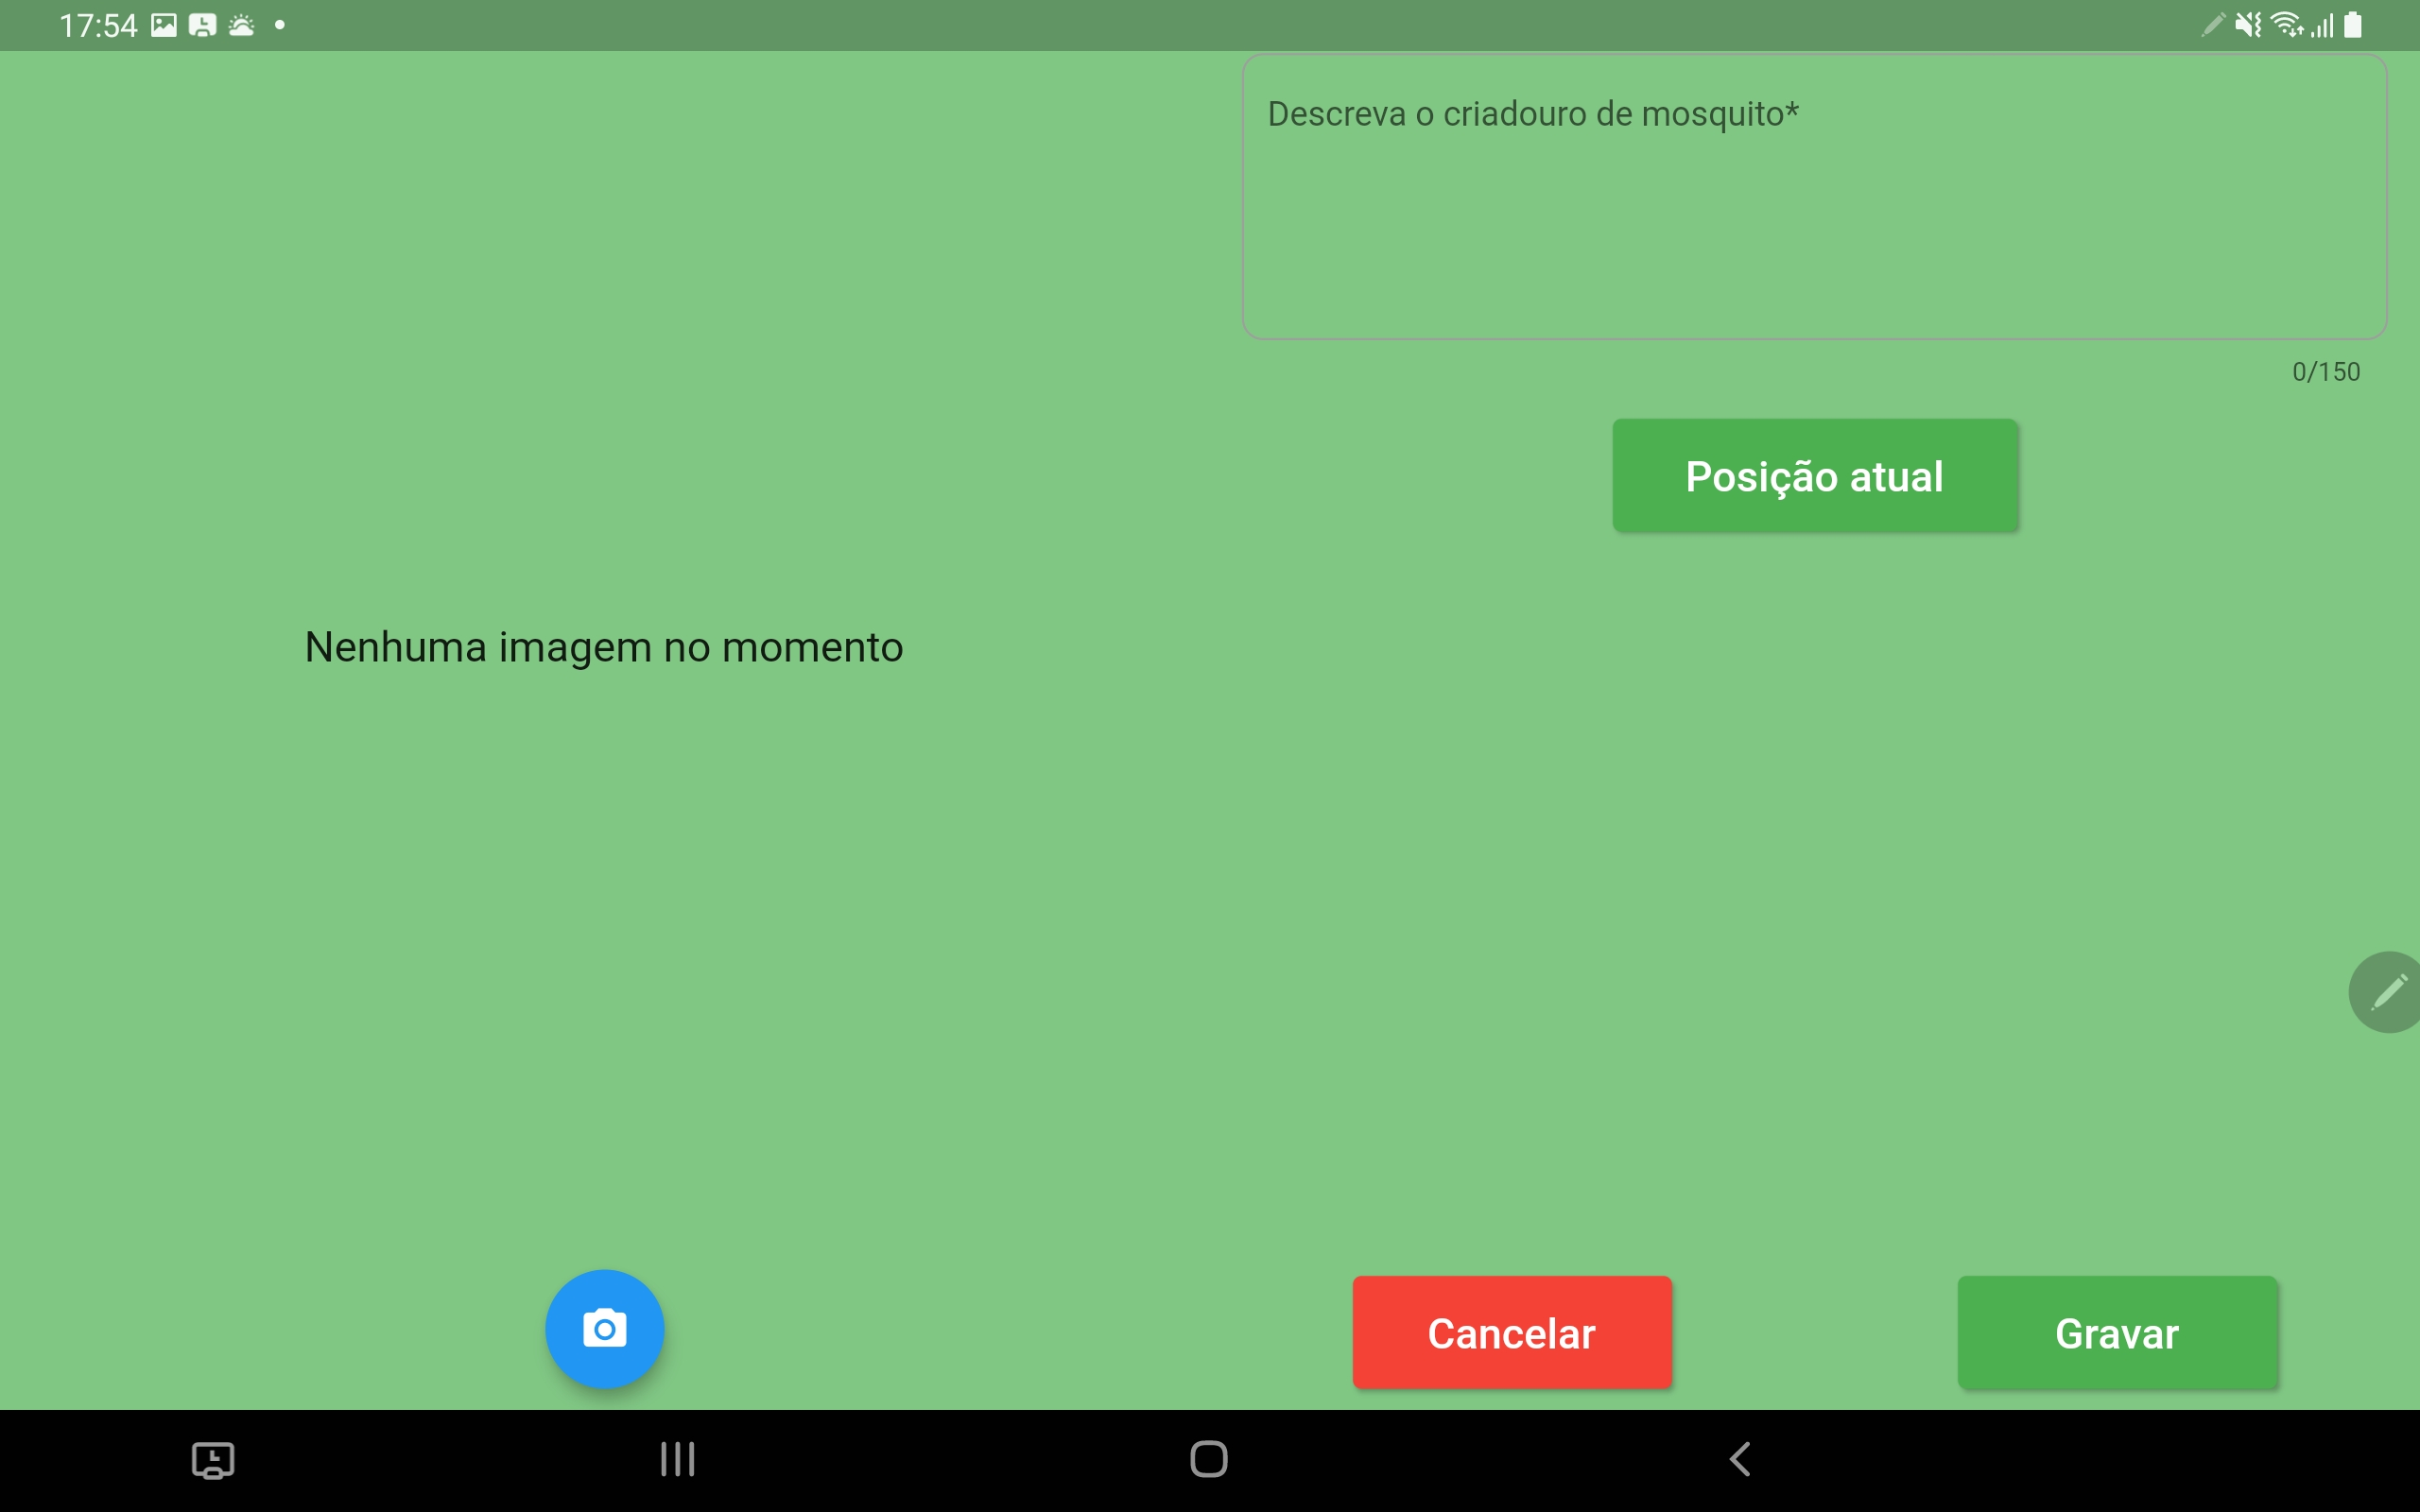 17:54
Descreva o criadouro de mosquito*
0/150
Posição atual
Nenhuma imagem no momento
Cancelar
Gravar